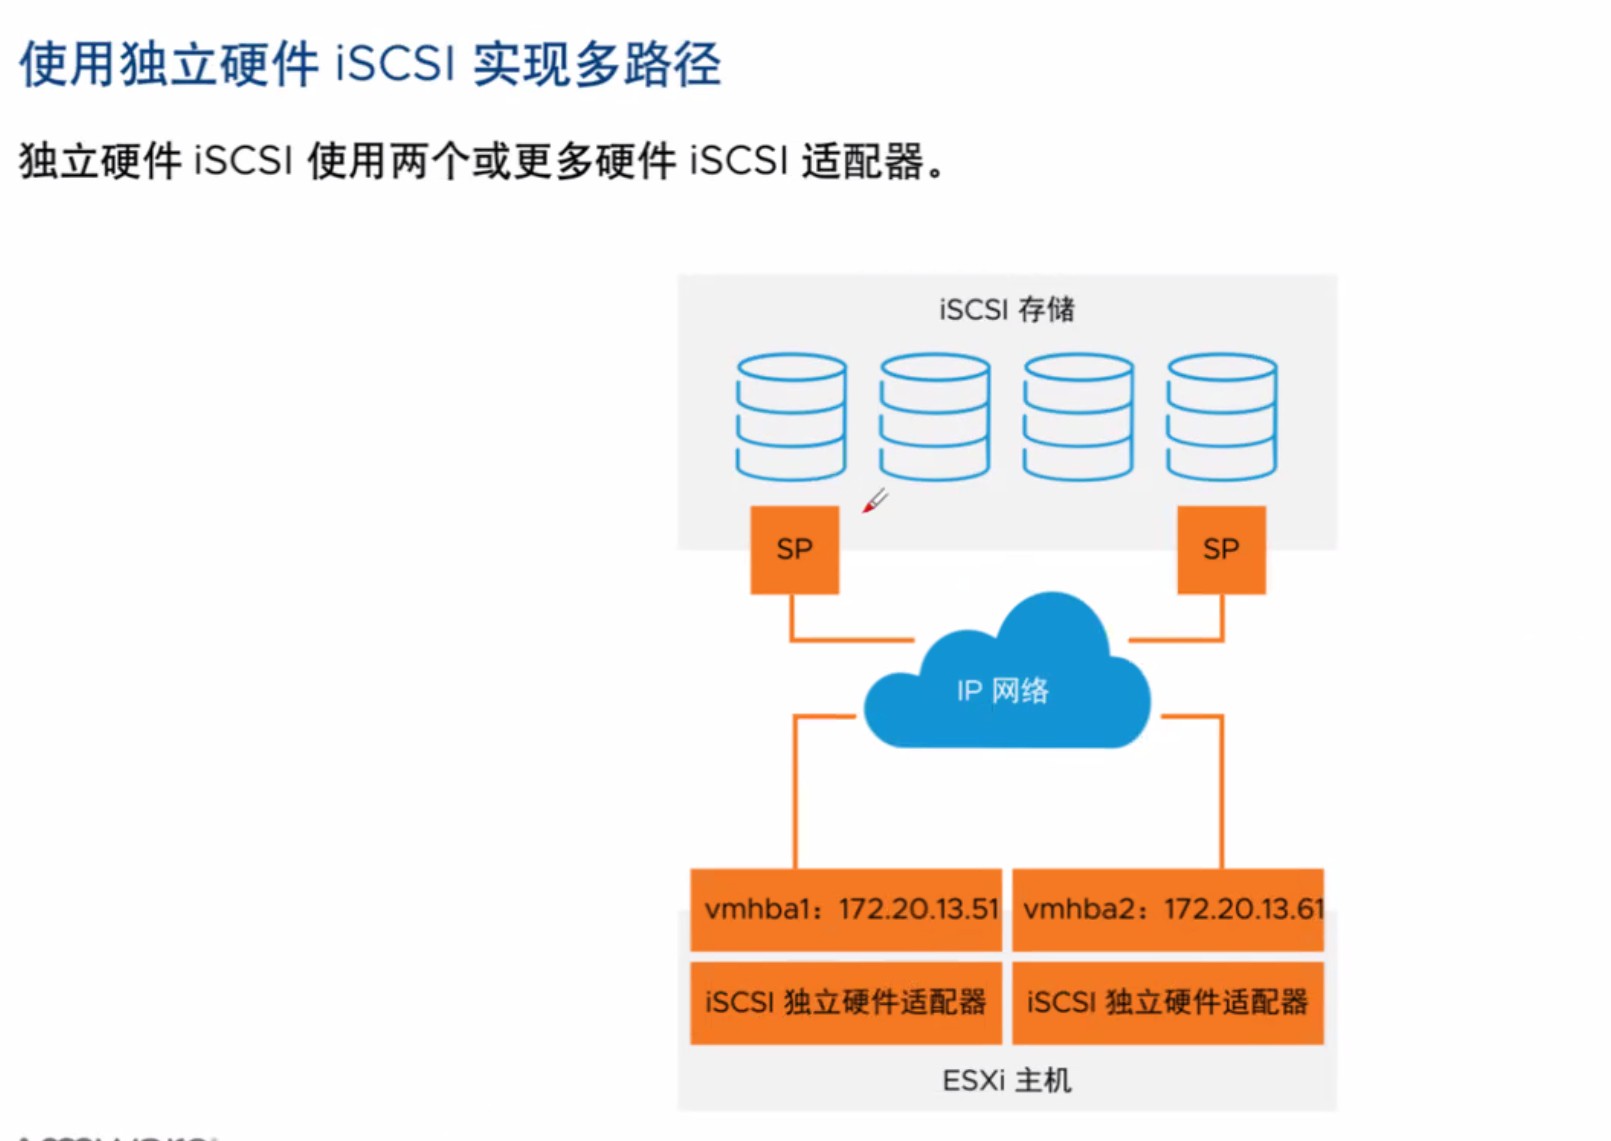 使用独立硬件 iSCSI 实现多路径
独立硬件 iSCSI 使用两个或更多硬件 iSCSI 适配器。
iSCSI 存储
SP
SP
IP 网络
vmhba1：172.20.13.51
vmhba2：172.20.13.61
iSCSI 独立硬件适配器
iSCSI 独立硬件适配器
ESXi 主机